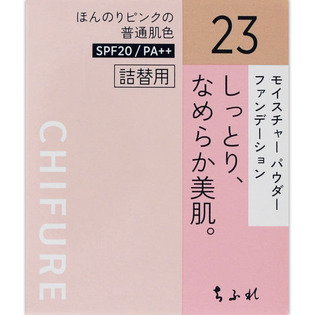 ほんのりピンクの
普通肌色
SPF20/PA++
詰替用
CHIFURE
23
モイスチャー パウダー
ファンデーション
しっとり、
なめらか美肌。
ちふれ